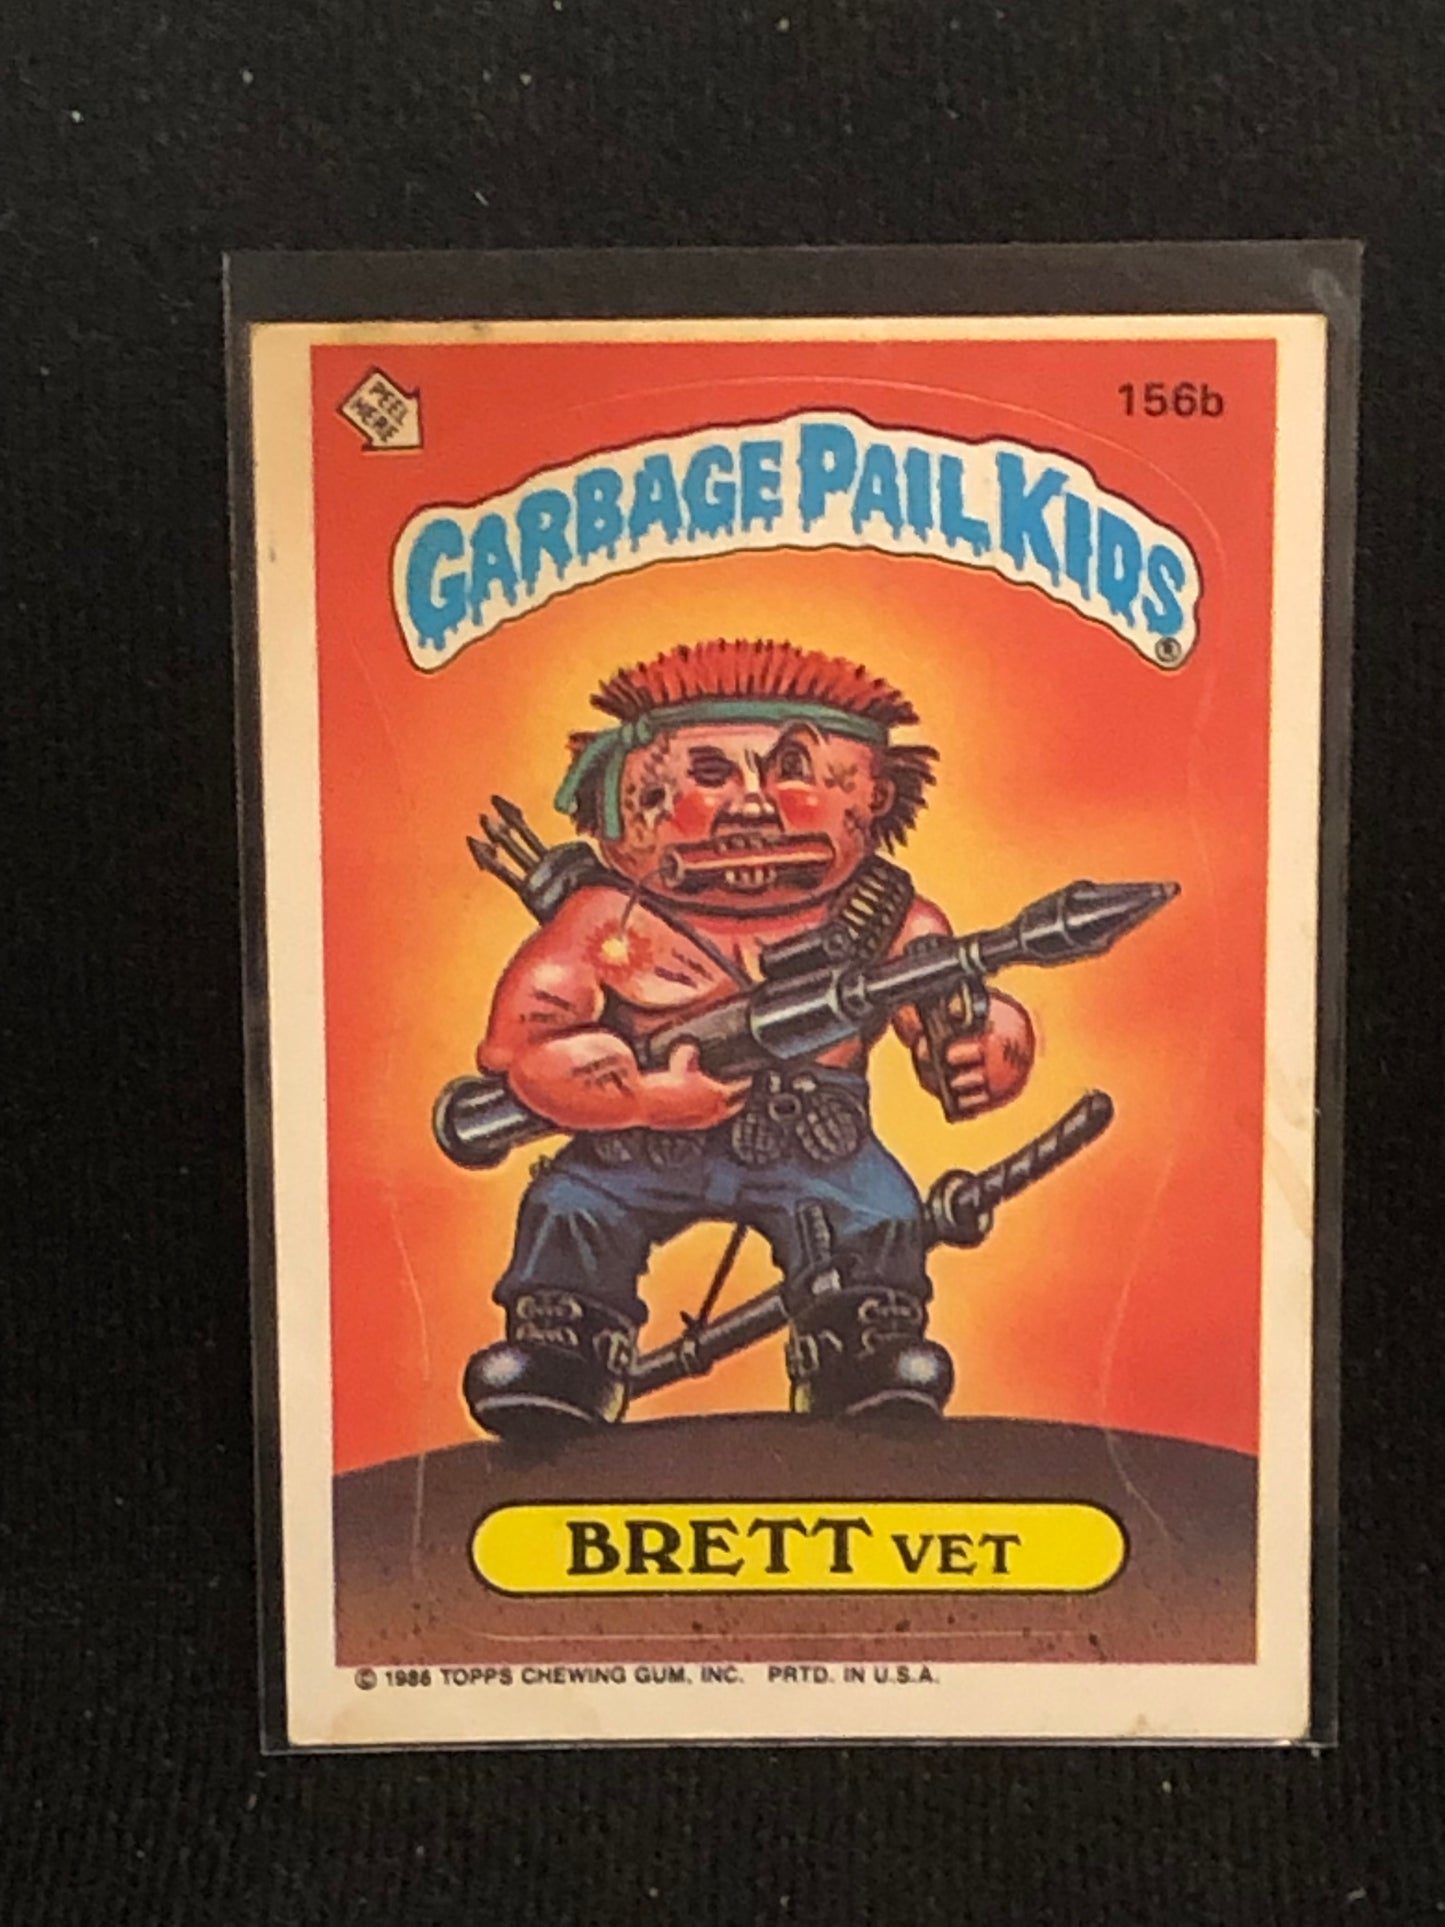 PEEL
HERE
156b
GARBAGE PAIL KIDS
®
BRETT VET
© 1986 TOPPS CHEWING GUM, INC. PRTD. IN U.S.A.